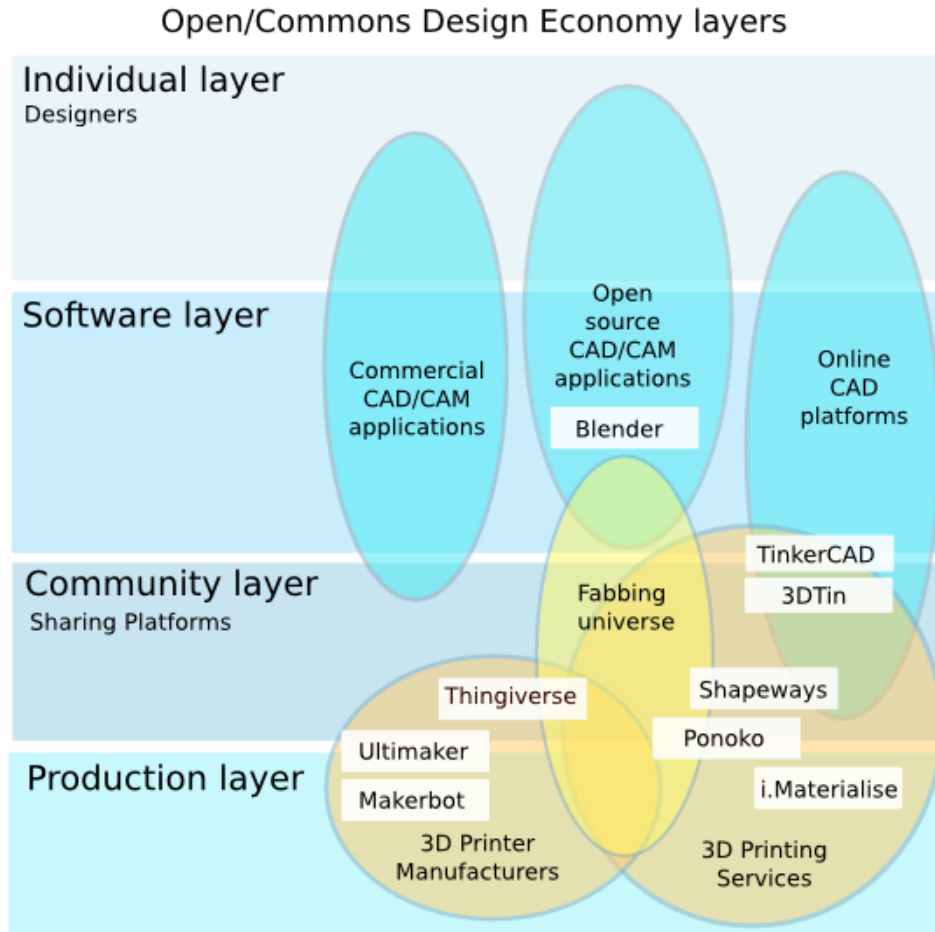 Open/Commons Design Economy layers
Individual layer
Designers
Software layer
Commercial
CAD/CAM
applications
Open
source
CAD/CAM
applications
Blender
Online
CAD
platforms
Community layer
Sharing Platforms
Fabbing
universe
TinkerCAD
3DTin
Thingiverse
Shapeways
Ponoko
Production layer
Ultimaker
Makerbot
i.Materialise
3D Printer
Manufacturers
3D Printing
Services